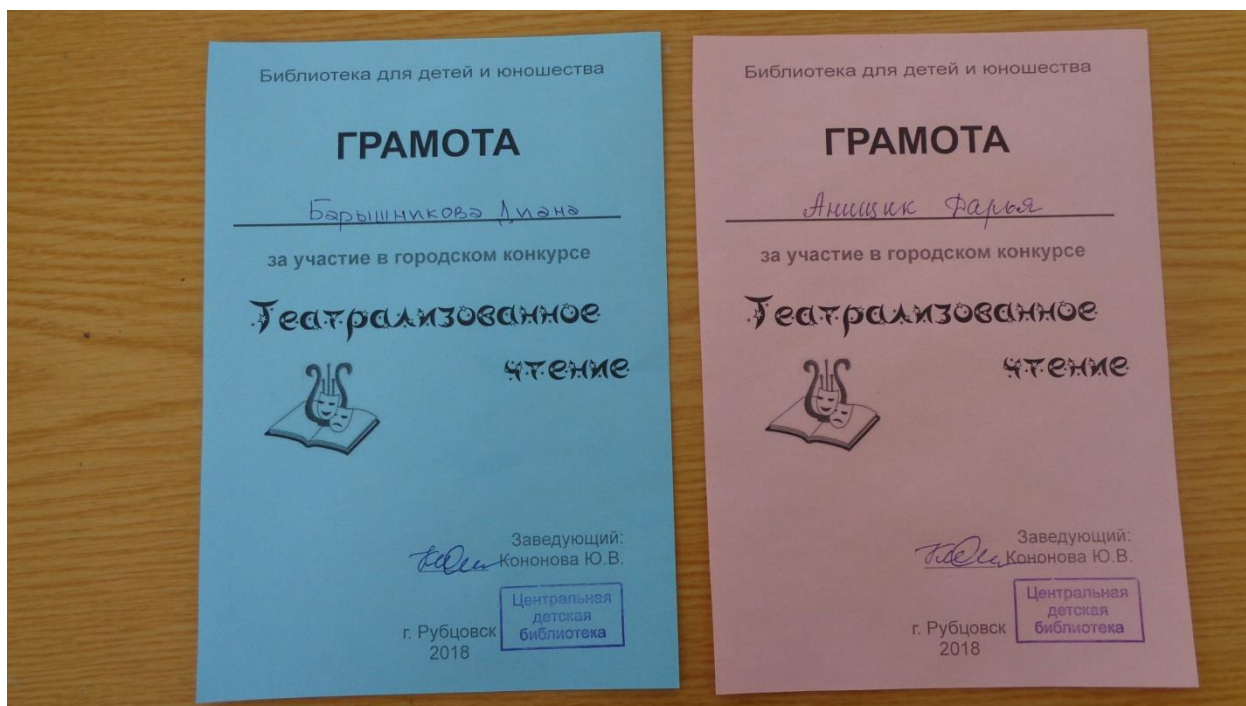 Библиотека для детей и юношества
ГРАМОТА
Барышникова Диана
за участие в городском конкурсе
Театрализованное
чтение
Заведующий:
Кононова Ю.В.
Центральная
детская
библиотека
г. Рубцовск
2018
Библиотека для детей и юношества
ГРАМОТА
Анищик Дарья
за участие в городском конкурсе
Театрализованное
чтение
Заведующий:
Кононова Ю.В.
Центральная
детская
библиотека
г. Рубцовск
2018